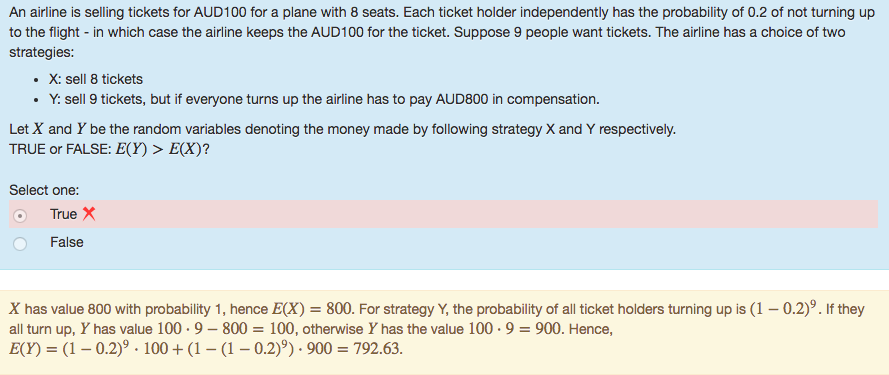 An airline is selling tickets for AUD100 for a plane with 8 seats. Each ticket holder independently has the probability of 0.2 of not turning up
to the flight - in which case the airline keeps the AUD100 for the ticket. Suppose 9 people want tickets. The airline has a choice of two
strategies:
• X: sell 8 tickets
• Y: sell 9 tickets, but if everyone turns up the airline has to pay AUD800 in compensation.
Let X and Y be the random variables denoting the money made by following strategy X and Y respectively.
TRUE or FALSE: E(Y) > E(X)?
Select one:
True ✗
False
X has value 800 with probability 1, hence E(X) = 800. For strategy Y, the probability of all ticket holders turning up is (1 − 0.2)⁹. If they
all turn up, Y has value 100 · 9 − 800 = 100, otherwise Y has the value 100 · 9 = 900. Hence,
E(Y) = (1 − 0.2)⁹ · 100 + (1 − (1 − 0.2)⁹) · 900 = 792.63.